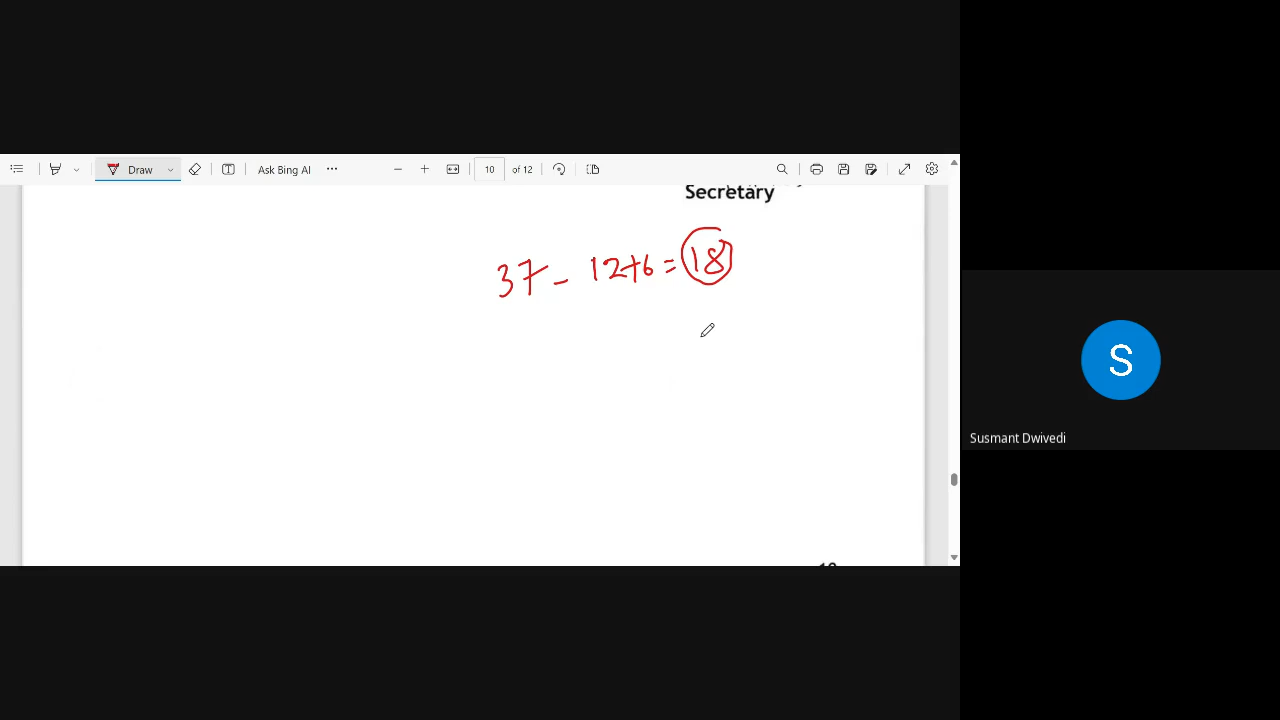 Draw
Ask Bing AI
10 of 12
Secretary
37 - 12+6 = 18
S
Susmant Dwivedi